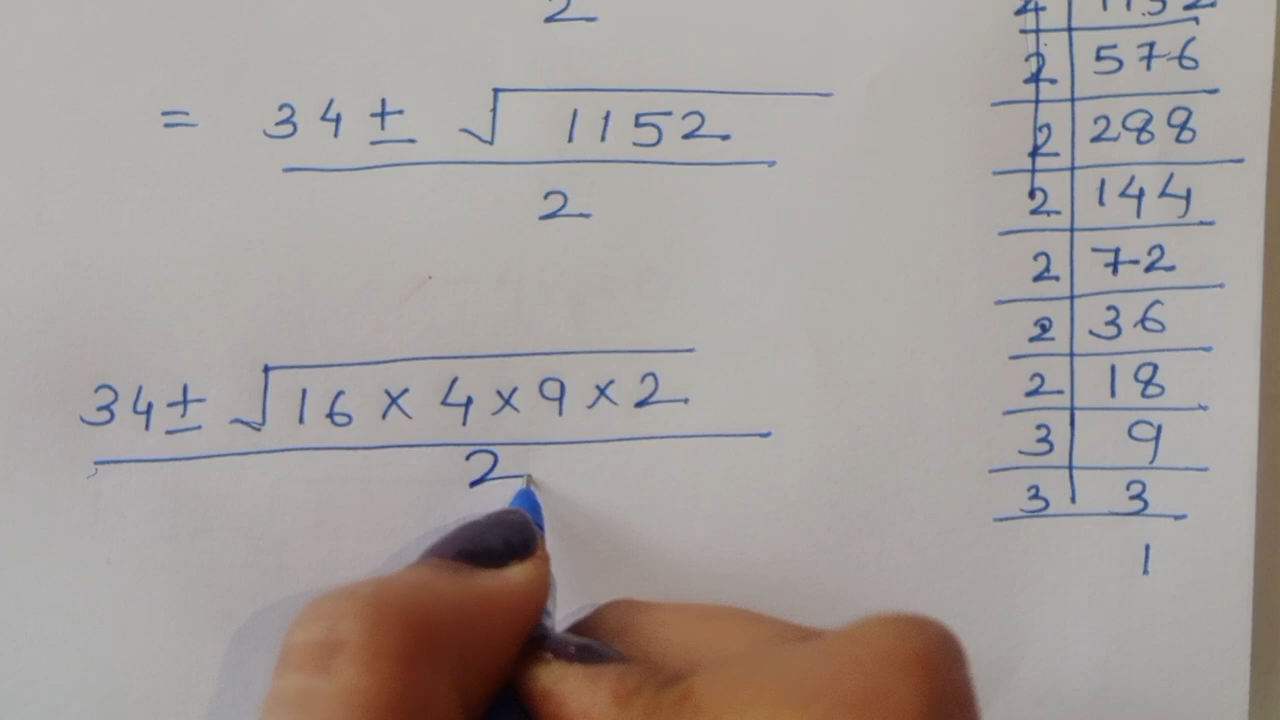 2
= 34 ± √1152
2
34 ± √16 × 4 × 9 × 2
2
2 | 576
2 | 288
2 | 144
2 | 72
2 | 36
2 | 18
3 | 9
3 | 3
1